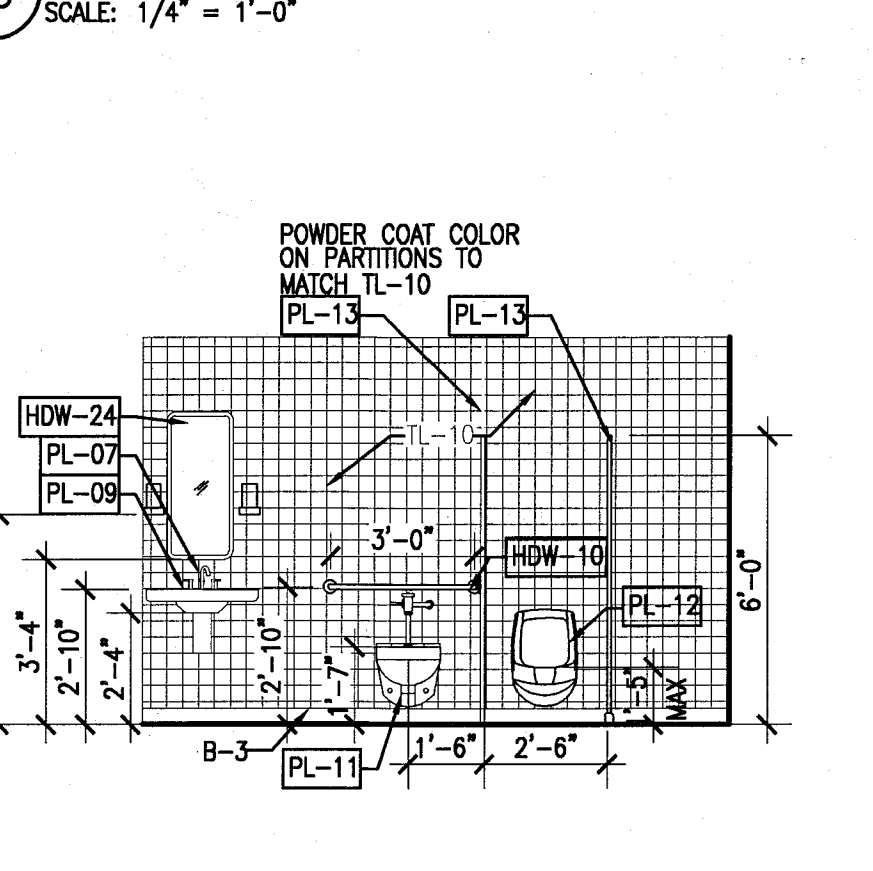 SCALE: 1/4" = 1'-0"
POWDER COAT COLOR
ON PARTITIONS TO
MATCH TL-10
PL-13
PL-13
HDW-24
TL-10
PL-07
PL-09
3'-0"
HDW-10
PL-12
6'-0"
3'-4"
2'-10"
2'-4"
2'-10"
1'-7"
MAX
B-3
PL-11
1'-6"
2'-6"